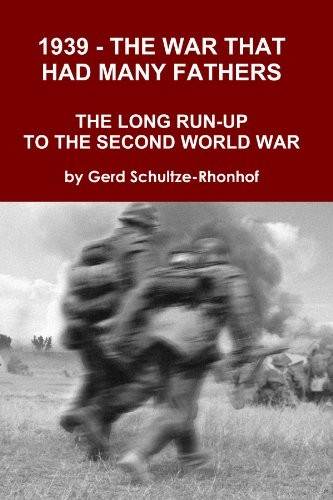 1939 - THE WAR THAT
HAD MANY FATHERS
THE LONG RUN-UP
TO THE SECOND WORLD WAR
by Gerd Schultze-Rhonhof